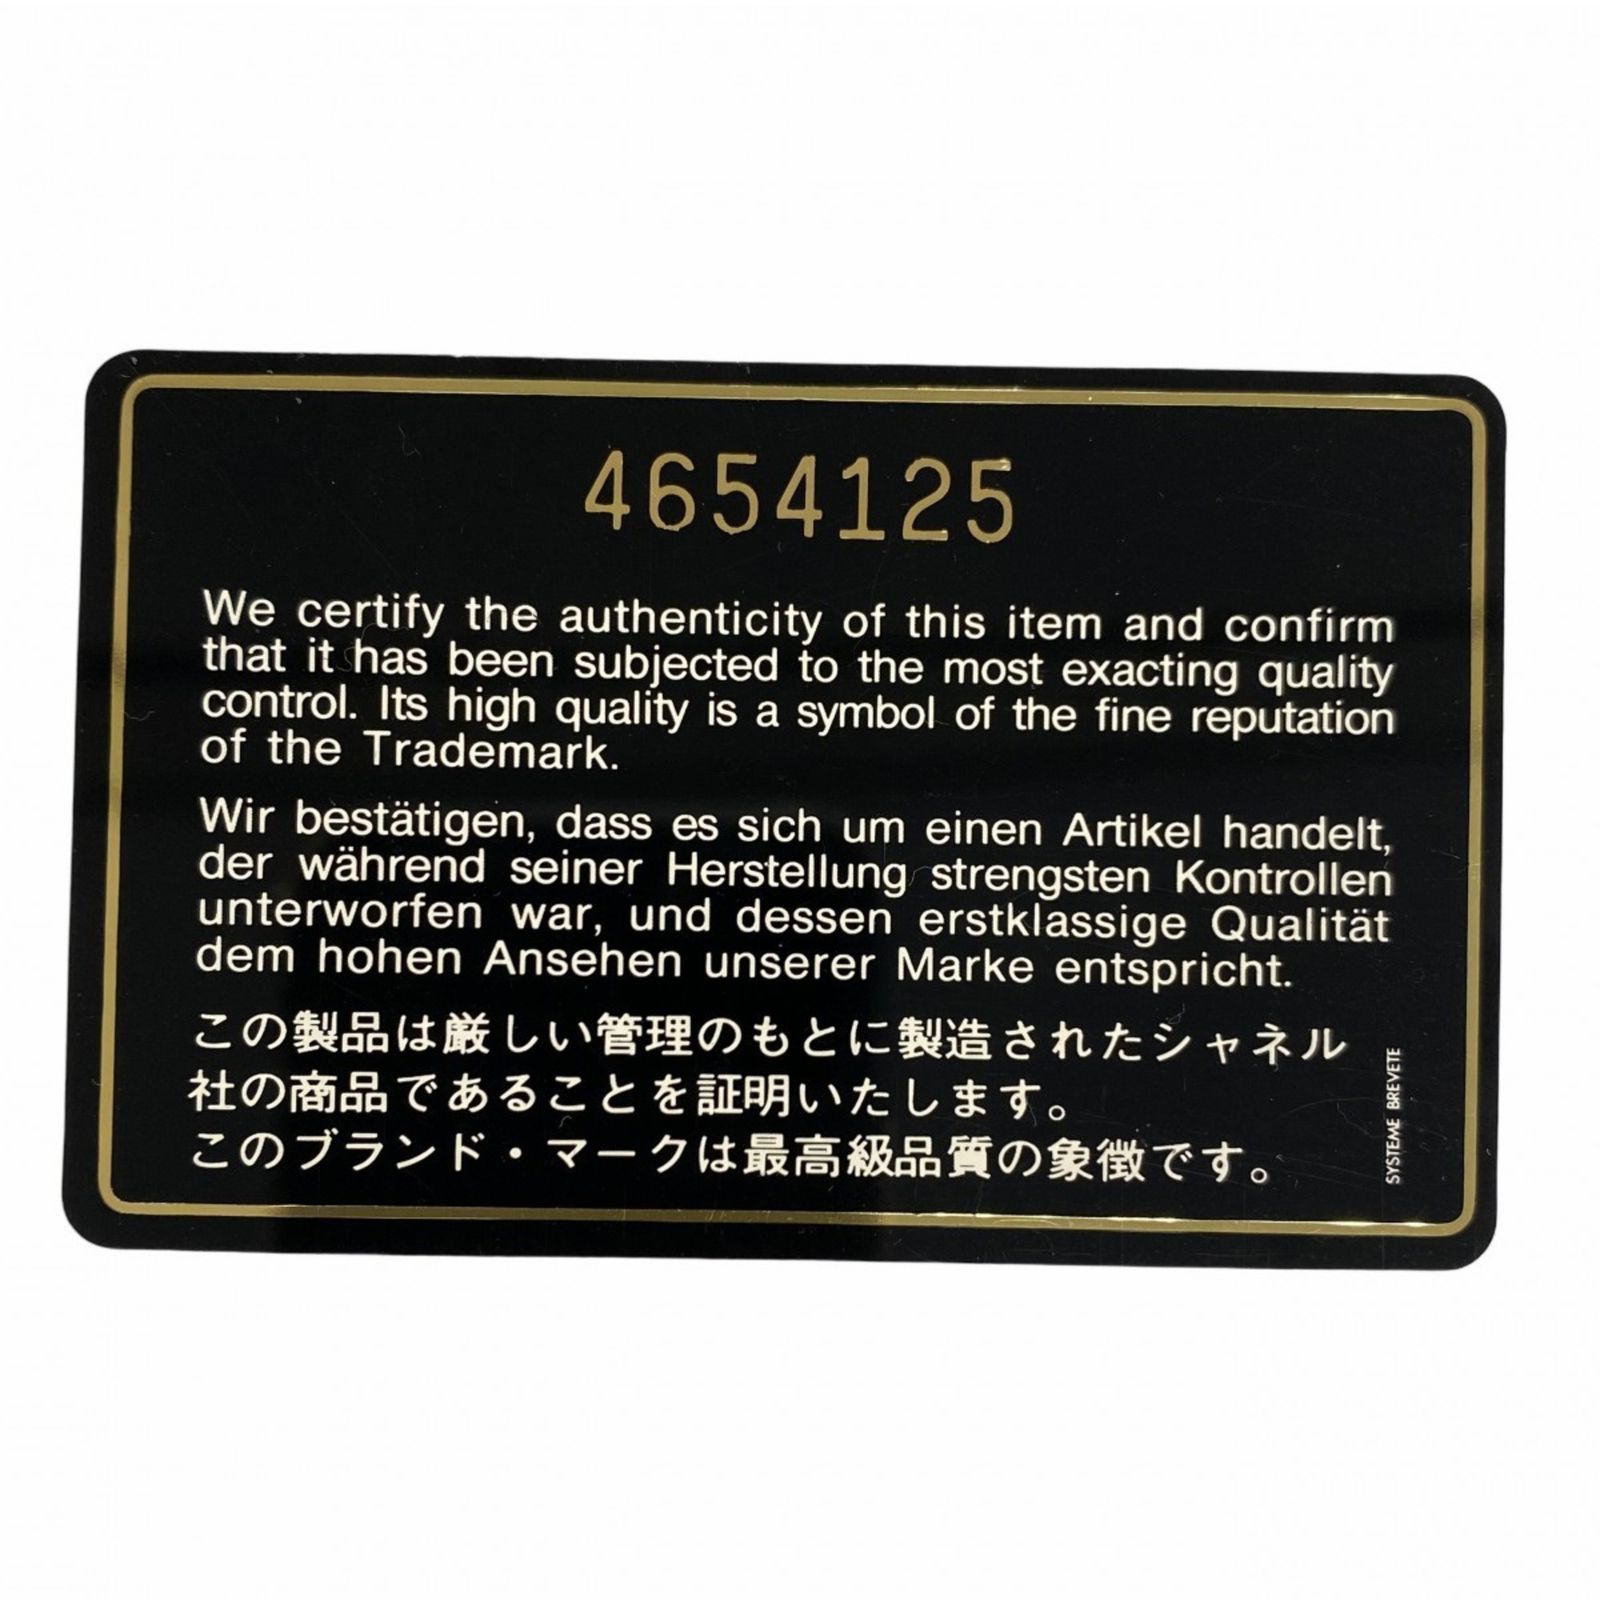 4654125
We certify the authenticity of this item and confirm
that it has been subjected to the most exacting quality
control. Its high quality is a symbol of the fine reputation
of the Trademark.
Wir bestätigen, dass es sich um einen Artikel handelt,
der während seiner Herstellung strengsten Kontrollen
unterworfen war, und dessen erstklassige Qualität
dem hohen Ansehen unserer Marke entspricht.
この製品は厳しい管理のもとに製造されたシャネル
社の商品であることを証明いたします。
このブランド・マークは最高級品質の象徴です。
SYSTEME BREVETE